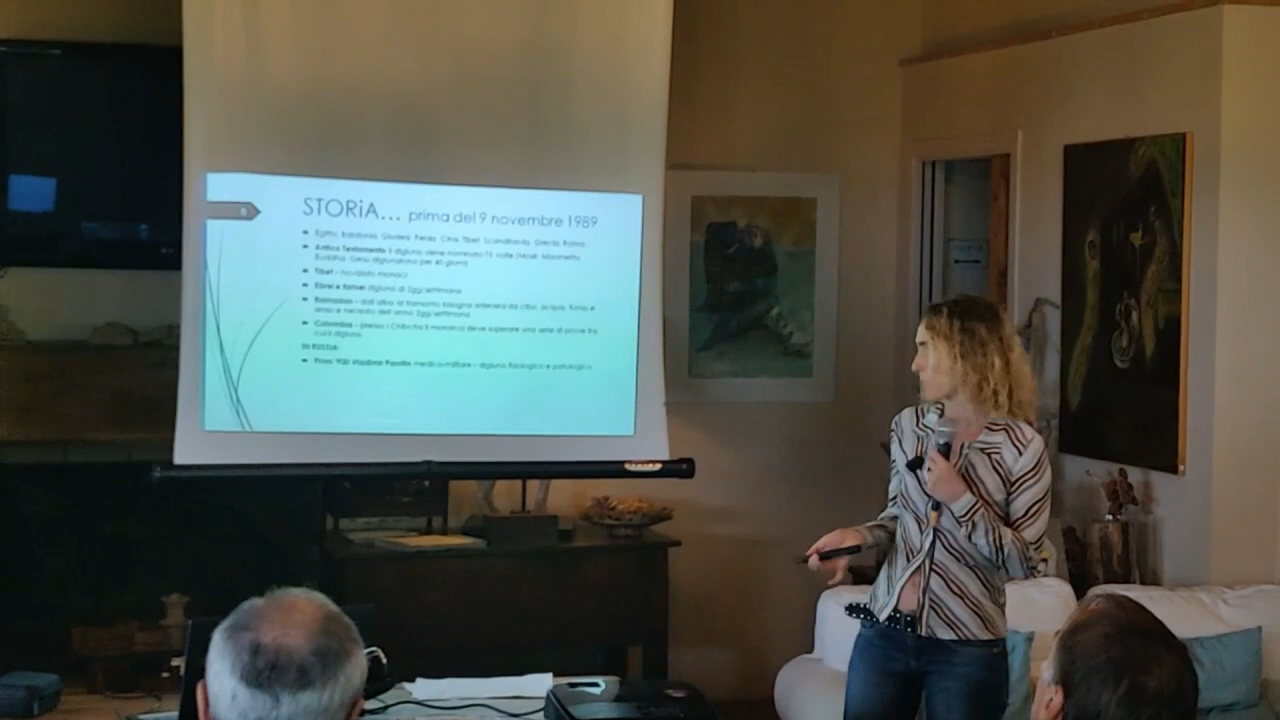 6
STORiA... prima del 9 novembre 1989
Egitto, Babilonia, Giudea, Persia, Cina, Tibet, Scandinavia, Grecia, Roma.
Antico Testamento il digiuno viene nominato 75 volte (Mosè, Maometto,
Buddha, Gesù digiunarono per 40 giorni)
Tibet – noviziato monaci
Ebrei e farisei digiuno di 2gg/settimana
Ramadan – dall'alba al tramonto bisogna astenersi da cibo, acqua, fumo e
sesso e nel resto dell'anno 2gg/settimana
Colombia – presso i Chibcha il monarca deve superare una serie di prove tra
cui il digiuno
IN RUSSIA:
Primi '900 Vladimir Pasutin medico-militare – digiuno fisiologico e patologico